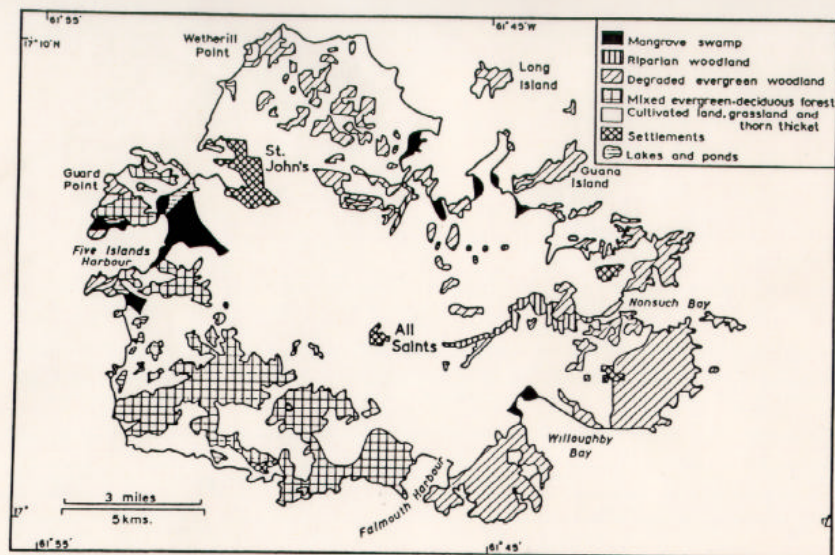 61°55'
61°45'W
17°10'N
Wetherill
Point
Long
Island
Mangrove swamp
Riparian woodland
Degraded evergreen woodland
Mixed evergreen-deciduous forest
Cultivated land, grassland and
thorn thicket
Settlements
Lakes and ponds
St.
John's
Guard
Point
Guana
Island
Five Islands
Harbour
Nonsuch Bay
All
Saints
Willoughby
Bay
Falmouth Harbour
3 miles
5kms.
17°
61°55'
61°45'